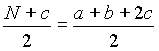 (N + c)/2 = (a + b + 2c)/2